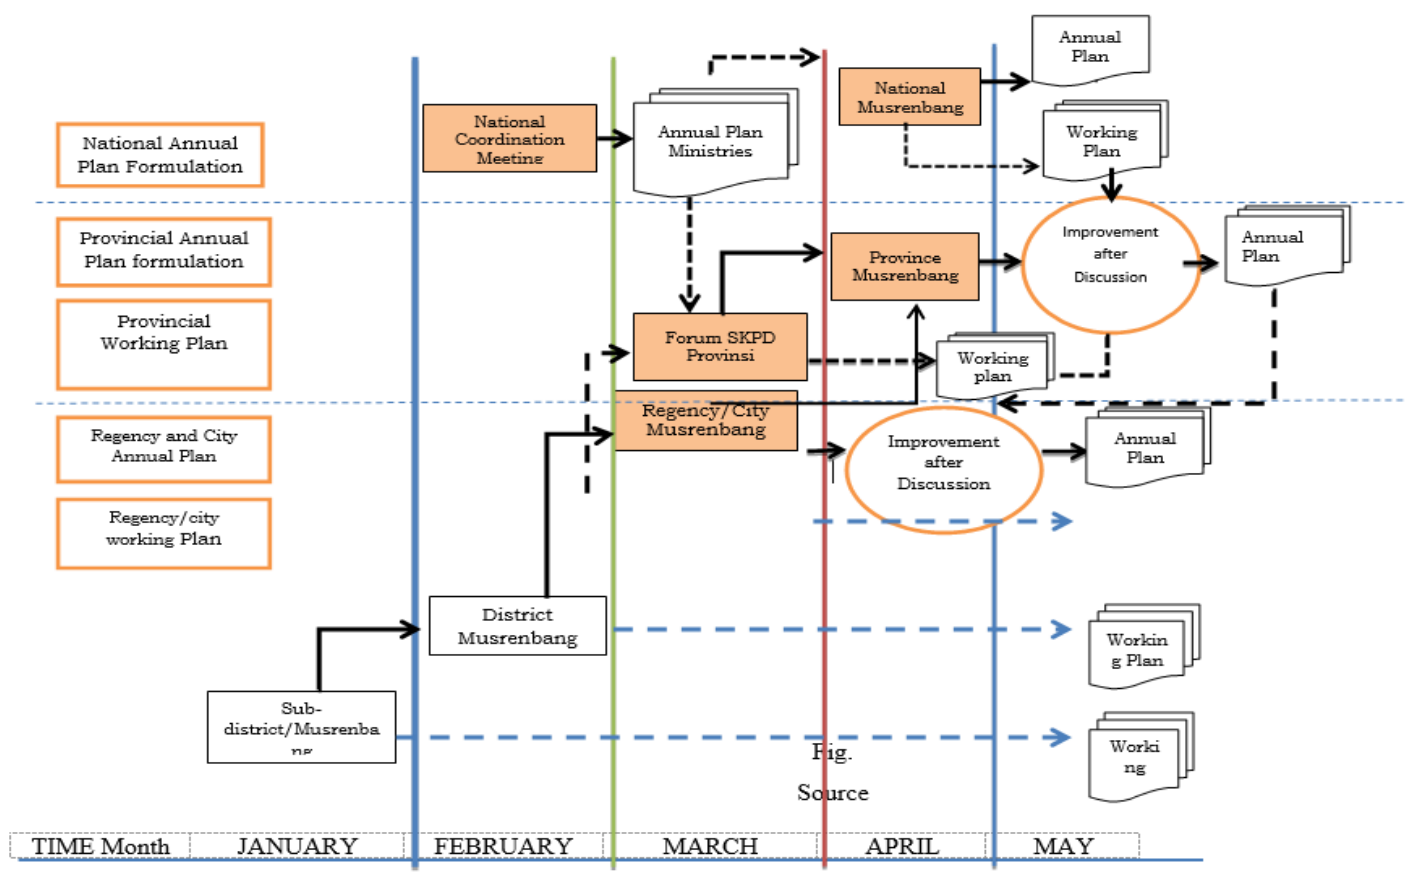 Annual
Plan
National
Musrenbang
National
Coordination
Meeting
Annual Plan
Ministries
Working
Plan
National Annual
Plan Formulation
Provincial Annual
Plan formulation
Province
Musrenbang
Improvement
after
Discussion
Annual
Plan
Provincial
Working Plan
Forum SKPD
Provinsi
Working
plan
Regency and City
Annual Plan
Regency/City
Musrenbang
Improvement
after
Discussion
Annual
Plan
Regency/city
working Plan
District
Musrenbang
Workin
g Plan
Sub-
district/Musrenba
ng
Worki
ng
Fig.
Source
TIME Month JANUARY FEBRUARY MARCH APRIL MAY